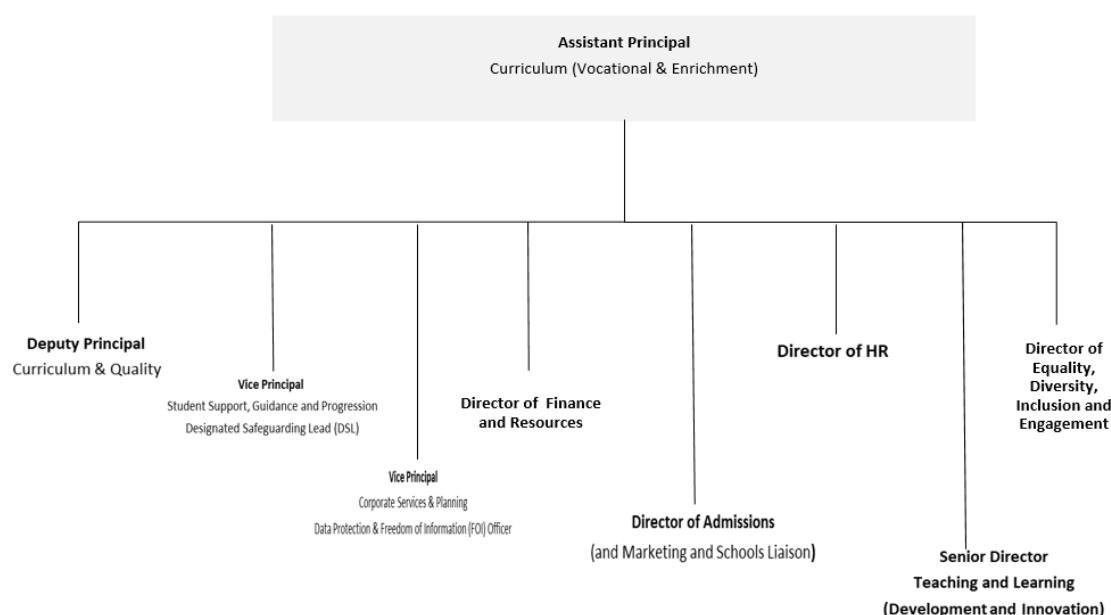 Assistant Principal
Curriculum (Vocational & Enrichment)
Deputy Principal
Curriculum & Quality
Vice Principal
Student Support, Guidance and Progression
Designated Safeguarding Lead (DSL)
Vice Principal
Corporate Services & Planning
Data Protection & Freedom of Information (FOI) Officer
Director of Finance
and Resources
Director of Admissions
(and Marketing and Schools Liaison)
Director of HR
Senior Director
Teaching and Learning
(Development and Innovation)
Director of
Equality,
Diversity,
Inclusion and
Engagement